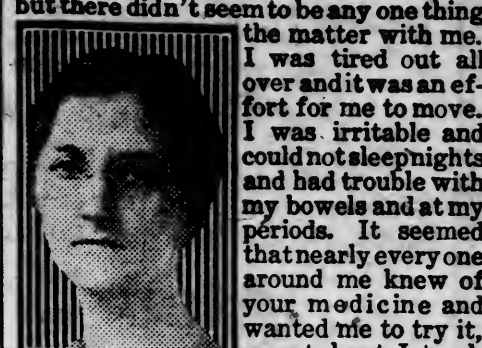 but there didn't seem to be any one thing
the matter with me.
I was tired out all
over and it was an ef-
fort for me to move.
I was irritable and
could not sleep nights
and had trouble with
my bowels and at my
periods. It seemed
that nearly every one
around me knew of
your medicine and
wanted me to try it,